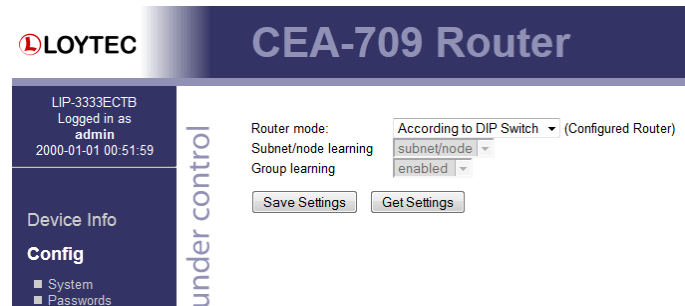 LOYTEC
CEA-709 Router
LIP-3333ECTB
Logged in as
admin
2000-01-01 00:51:59
Device Info
Config
System
Passwords
under control
Router mode: According to DIP Switch (Configured Router)
Subnet/node learning subnet/node
Group learning enabled
Save Settings Get Settings